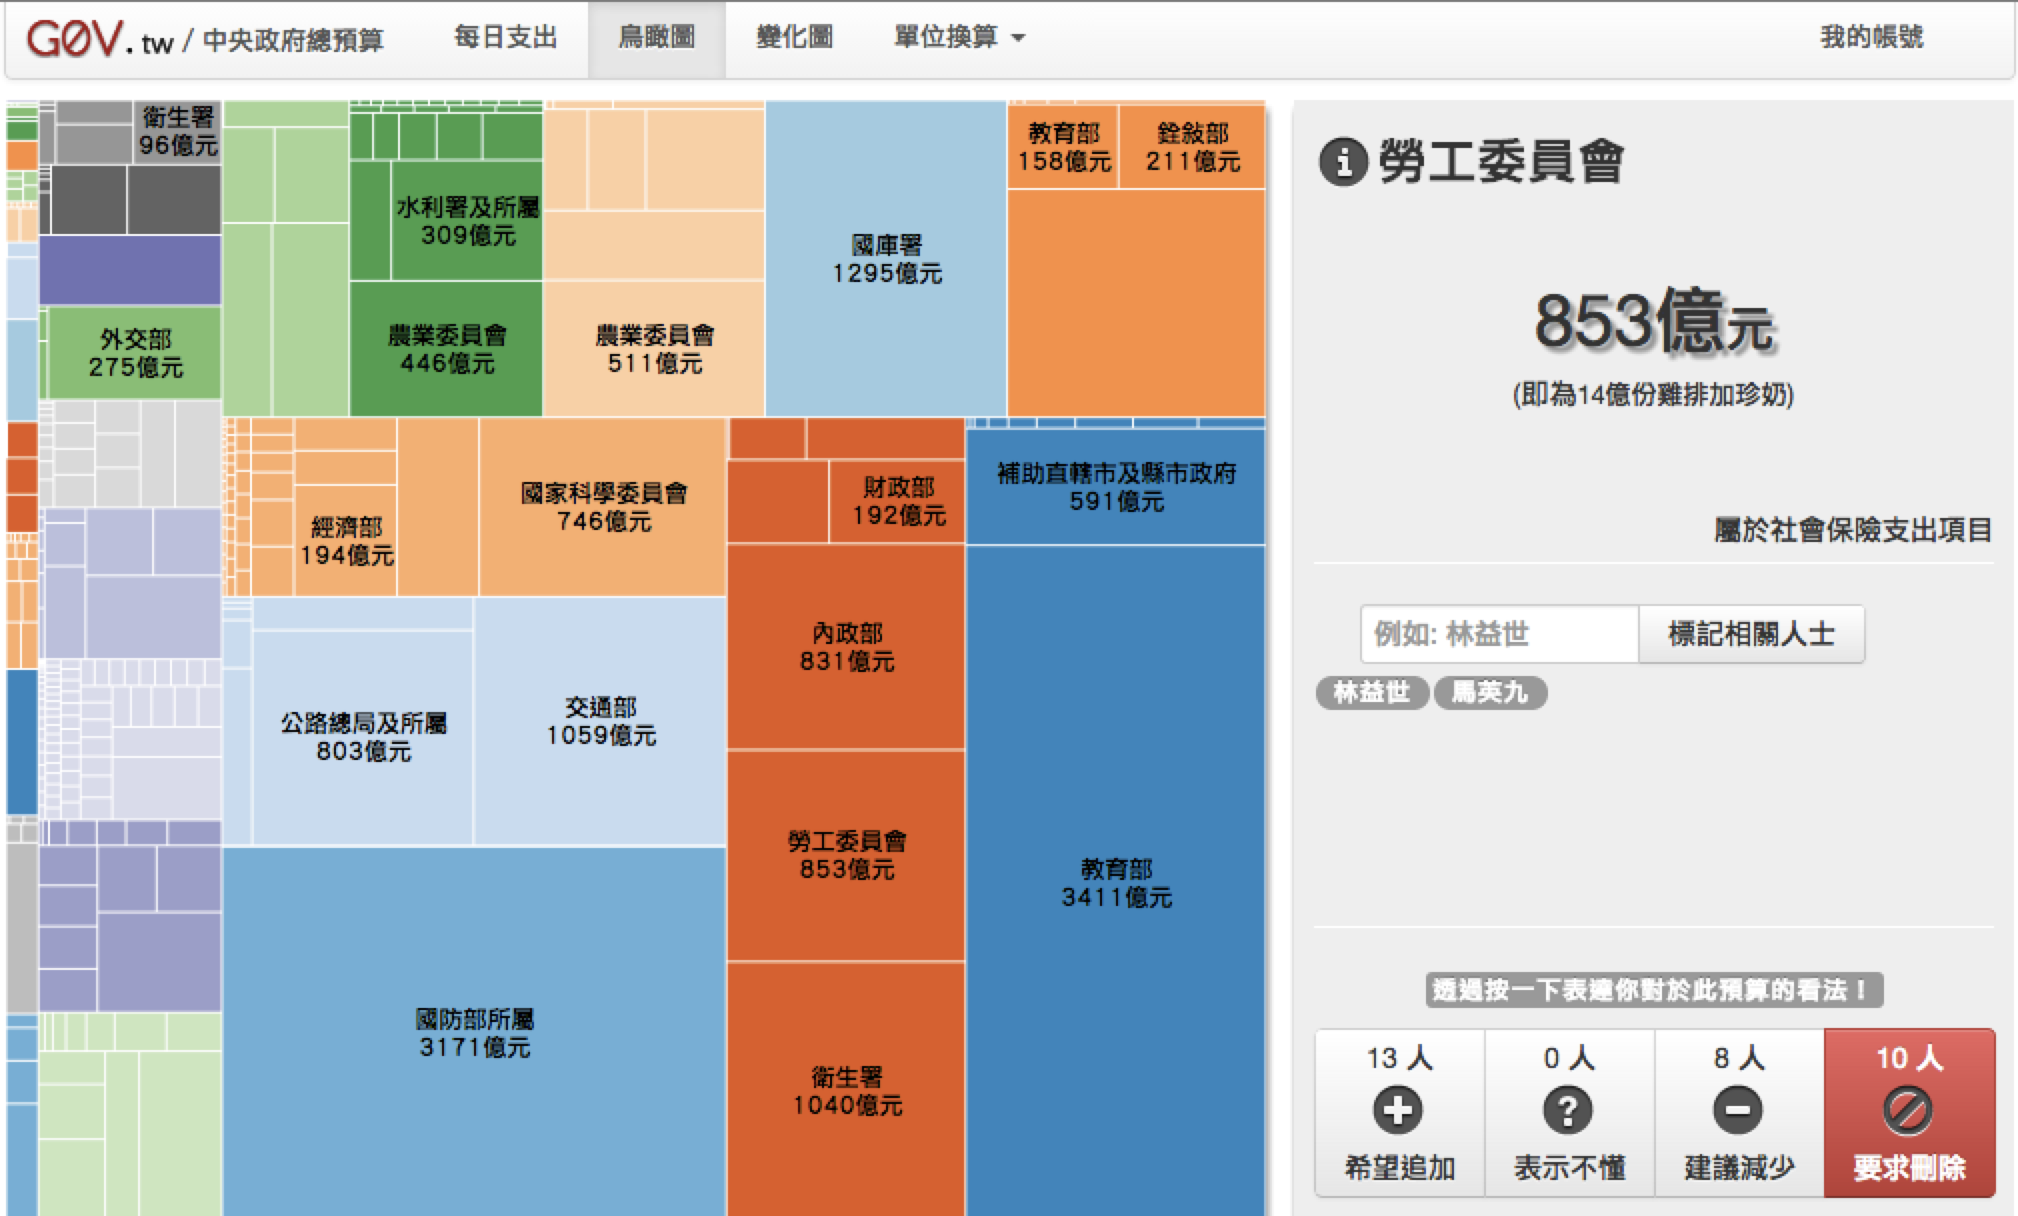 G0V.tw / 中央政府總預算
每日支出
鳥瞰圖
變化圖
單位換算
我的帳號
衛生署
96億元
外交部
275億元
水利署及所屬
309億元
農業委員會
446億元
農業委員會
511億元
國庫署
1295億元
教育部
158億元
銓敍部
211億元
經濟部
194億元
國家科學委員會
746億元
財政部
192億元
補助直轄市及縣市政府
591億元
公路總局及所屬
803億元
交通部
1059億元
內政部
831億元
勞工委員會
853億元
教育部
3411億元
國防部所屬
3171億元
衛生署
1040億元
勞工委員會
853億元
(即為14億份雞排加珍奶)
屬於社會保險支出項目
例如: 林益世
標記相關人士
林益世
馬英九
透過按一下表達你對於此預算的看法！
13 人
希望追加
0 人
表示不懂
8 人
建議減少
10 人
要求刪除